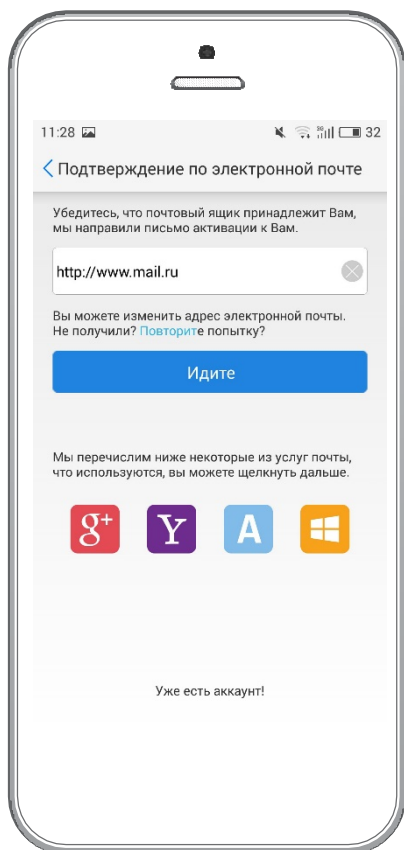 11:28 3G 32
Подтверждение по электронной почте
Убедитесь, что почтовый ящик принадлежит Вам,
мы направили письмо активации к Вам.
http://www.mail.ru
Вы можете изменить адрес электронной почты.
Не получили? Повторите попытку?
Идите
Мы перечислим ниже некоторые из услуг почты,
что используются, вы можете щелкнуть дальше.
g+ Y A
Уже есть аккаунт!